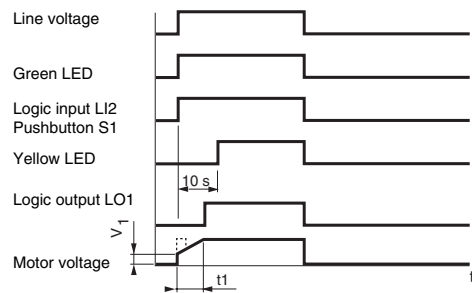 Line voltage
Green LED
Logic input LI2
Pushbutton S1
Yellow LED
10 s
Logic output LO1
V1
Motor voltage
t1
t